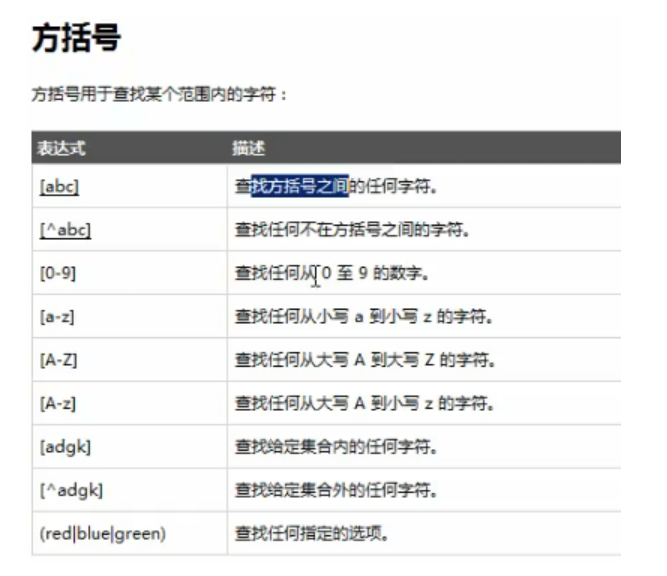 方括号
方括号用于查找某个范围内的字符：
表达式 描述
[abc] 查找方括号之间的任何字符。
[^abc] 查找任何不在方括号之间的字符。
[0-9] 查找任何从 0 至 9 的数字。
[a-z] 查找任何从小写 a 到小写 z 的字符。
[A-Z] 查找任何从大写 A 到大写 Z 的字符。
[A-z] 查找任何从大写 A 到小写 z 的字符。
[adgk] 查找给定集合内的任何字符。
[^adgk] 查找给定集合外的任何字符。
(red|blue|green) 查找任何指定的选项。